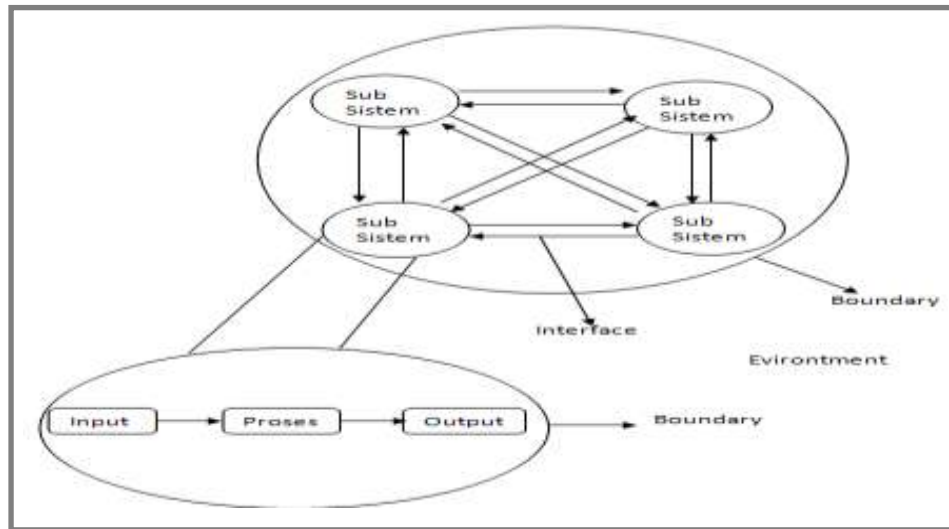 Sub
Sistem
Sub
Sistem
Sub
Sistem
Sub
Sistem
Boundary
Interface
Evirontment
Input
Proses
Output
Boundary